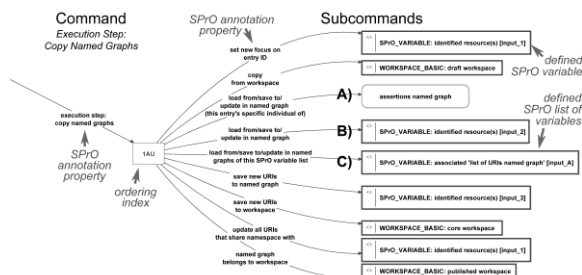 Command
Execution Step:
Copy Named Graphs
SPrO annotation
property
Subcommands
set new focus on
entry ID
SPrO_VARIABLE: identified resource(s) [input_1]
defined
SPrO variable
copy
from workspace
WORKSPACE_BASIC: draft workspace
load from/save to/
update in named graph
(this entry's specific individual of)
A)
assertions named graph
defined
SPrO list of
variables
execution step:
copy named graphs
load from/save to/
update in named graph
B)
SPrO_VARIABLE: identified resource(s) [input_2]
SPrO
annotation
property
1AU
load from/save to/update in named
graphs of this SPrO variable list
C)
SPrO_VARIABLE: associated 'list of URIs named graph' [input_A]
ordering
index
save new URIs
to named graph
SPrO_VARIABLE: identified resource(s) [input_3]
save new URIs
to workspace
WORKSPACE_BASIC: core workspace
update all URIs
that share namespace with
SPrO_VARIABLE: identified resource(s) [input_1]
named graph
belongs to workspace
WORKSPACE_BASIC: published workspace